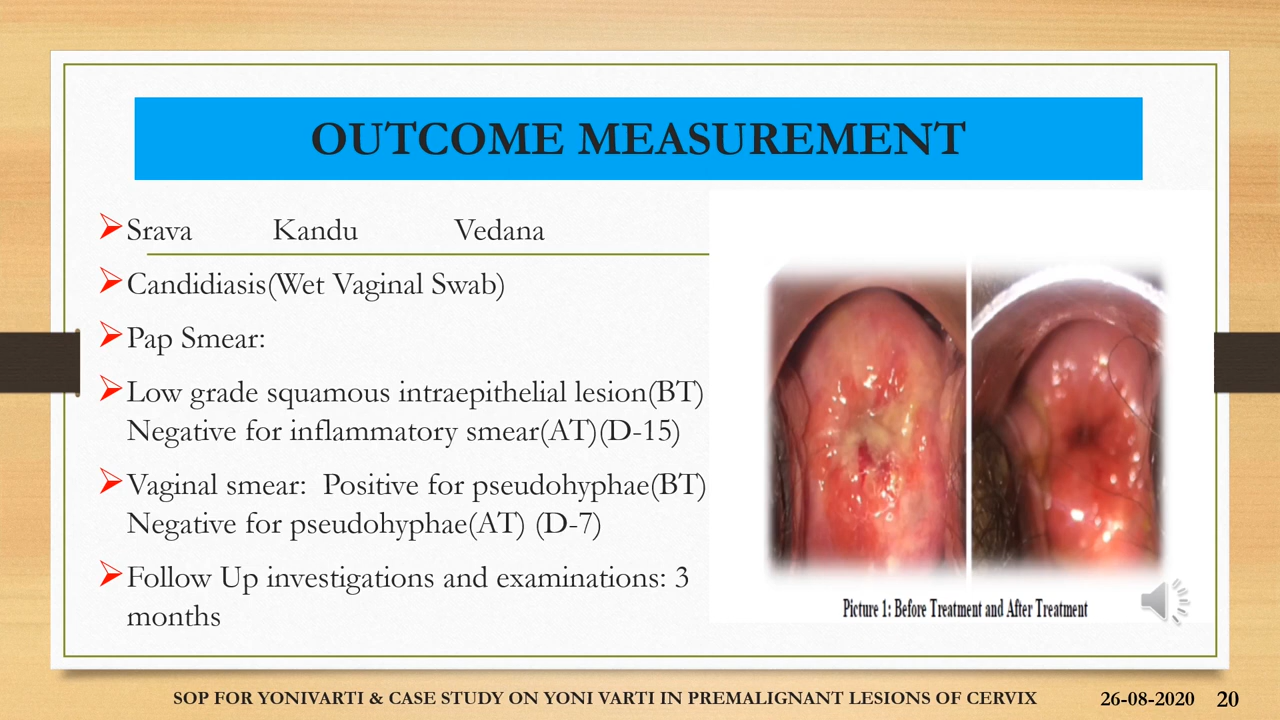 OUTCOME MEASUREMENT
Srava Kandu Vedana
Candidiasis(Wet Vaginal Swab)
Pap Smear:
Low grade squamous intraepithelial lesion(BT)
Negative for inflammatory smear(AT)(D-15)
Vaginal smear: Positive for pseudohyphae(BT)
Negative for pseudohyphae(AT) (D-7)
Follow Up investigations and examinations: 3
months
Picture 1: Before Treatment and After Treatment
SOP FOR YONIVARTI & CASE STUDY ON YONI VARTI IN PREMALIGNANT LESIONS OF CERVIX 26-08-2020 20